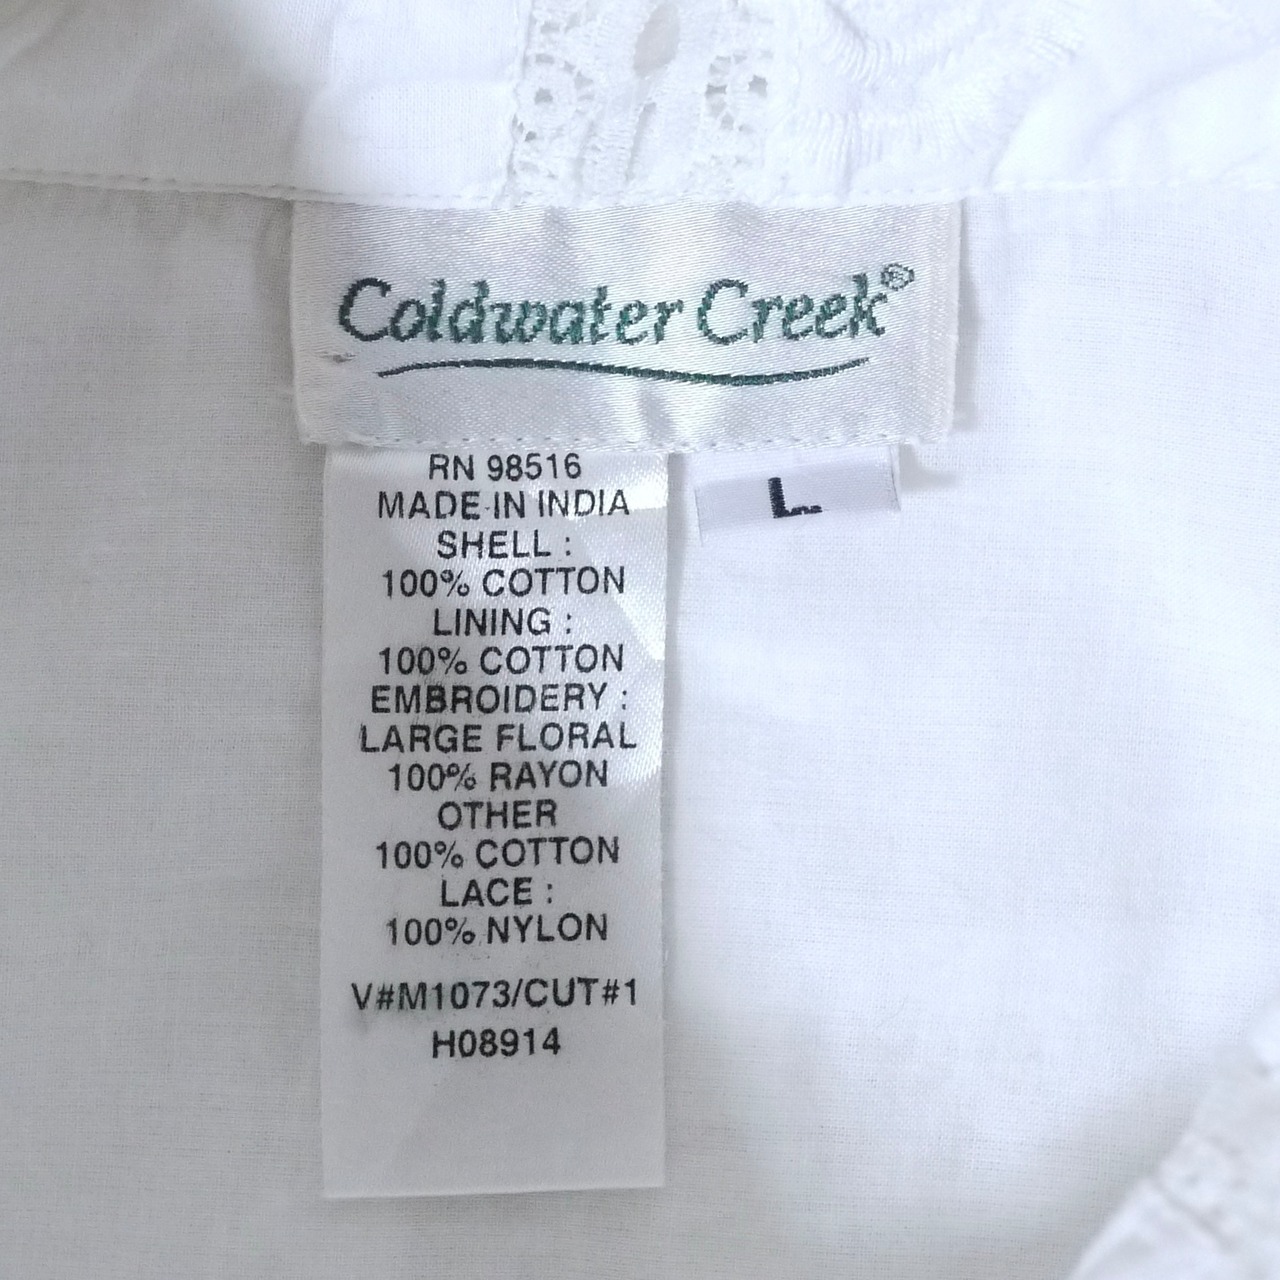 Coldwater Creek®
RN 98516
MADE IN INDIA
SHELL :
100% COTTON
LINING :
100% COTTON
EMBROIDERY :
LARGE FLORAL
100% RAYON
OTHER
100% COTTON
LACE :
100% NYLON
V#M1073/CUT#1
H08914
L